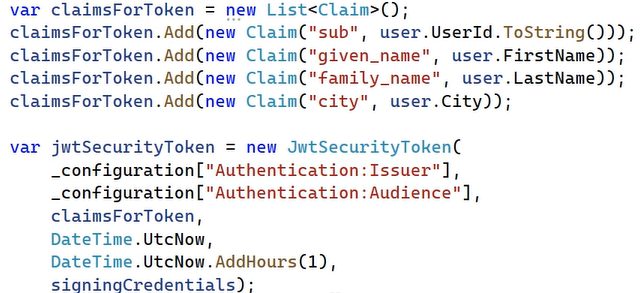 var claimsForToken = new List<Claim>();
claimsForToken.Add(new Claim("sub", user.UserId.ToString()));
claimsForToken.Add(new Claim("given_name", user.FirstName));
claimsForToken.Add(new Claim("family_name", user.LastName));
claimsForToken.Add(new Claim("city", user.City));

var jwtSecurityToken = new JwtSecurityToken(
    _configuration["Authentication:Issuer"],
    _configuration["Authentication:Audience"],
    claimsForToken,
    DateTime.UtcNow,
    DateTime.UtcNow.AddHours(1),
    signingCredentials);